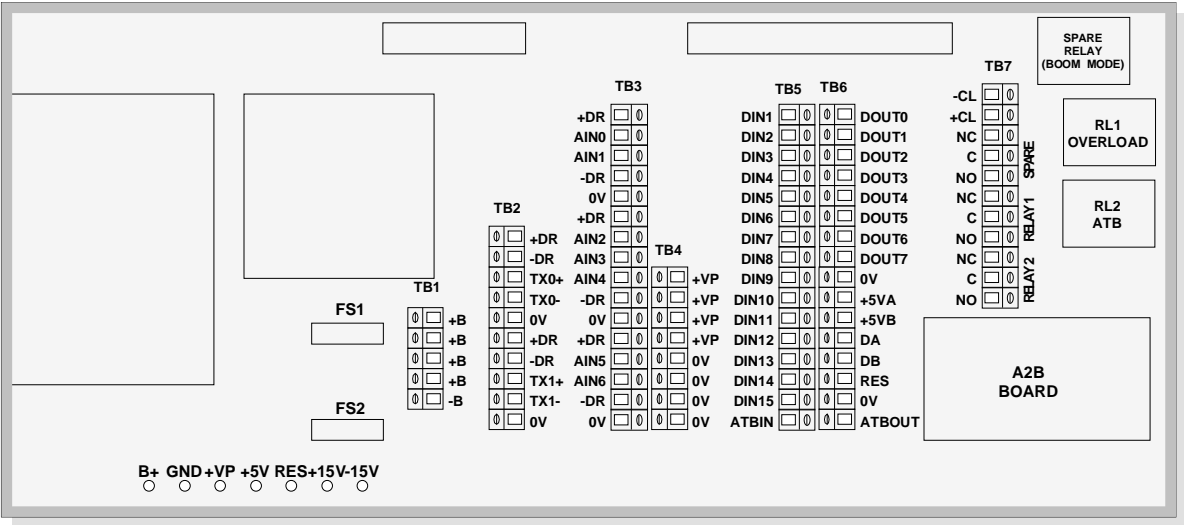 SPARE
RELAY
(BOOM MODE)
RL1
OVERLOAD
RL2
ATB
A2B
BOARD
TB7
-CL
+CL
NC
C
NO
NC
C
NO
NC
C
NO
SPARE
RELAY1
RELAY2
TB5 TB6
DIN1 DOUT0
DIN2 DOUT1
DIN3 DOUT2
DIN4 DOUT3
DIN5 DOUT4
DIN6 DOUT5
DIN7 DOUT6
DIN8 DOUT7
DIN9 0V
DIN10 +5VA
DIN11 +5VB
DIN12 DA
DIN13 DB
DIN14 RES
DIN15 0V
ATBIN ATBOUT
TB3
+DR
AIN0
AIN1
-DR
0V
+DR
AIN2
AIN3
AIN4
-DR
0V
+DR
AIN5
AIN6
-DR
0V
TB4
+VP
+VP
+VP
+VP
0V
0V
0V
0V
TB2
+DR
-DR
TX0+
TX0-
0V
+DR
-DR
TX1+
TX1-
0V
TB1
+B
+B
+B
+B
-B
FS1
FS2
B+ GND +VP +5V RES +15V -15V